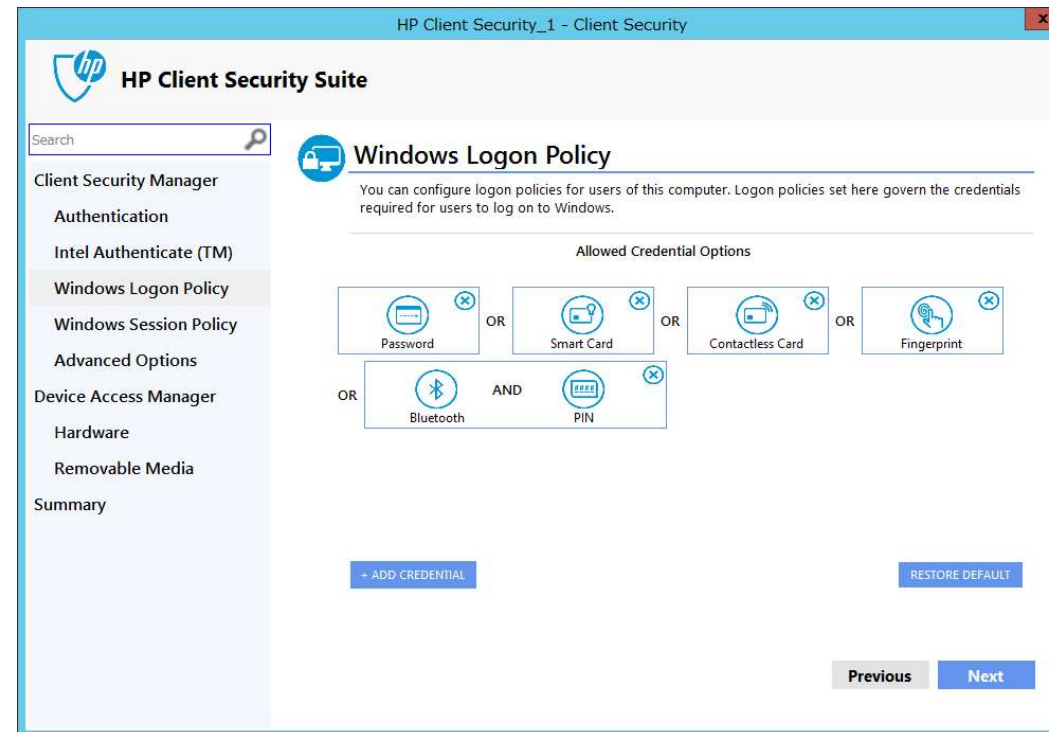 HP Client Security_1 - Client Security
x
hp
HP Client Security Suite
Search
Client Security Manager
Authentication
Intel Authenticate (TM)
Windows Logon Policy
Windows Session Policy
Advanced Options
Device Access Manager
Hardware
Removable Media
Summary
Windows Logon Policy
You can configure logon policies for users of this computer. Logon policies set here govern the credentials
required for users to log on to Windows.
Allowed Credential Options
Password OR Smart Card OR Contactless Card OR Fingerprint
OR Bluetooth AND PIN
+ ADD CREDENTIAL
RESTORE DEFAULT
Previous
Next